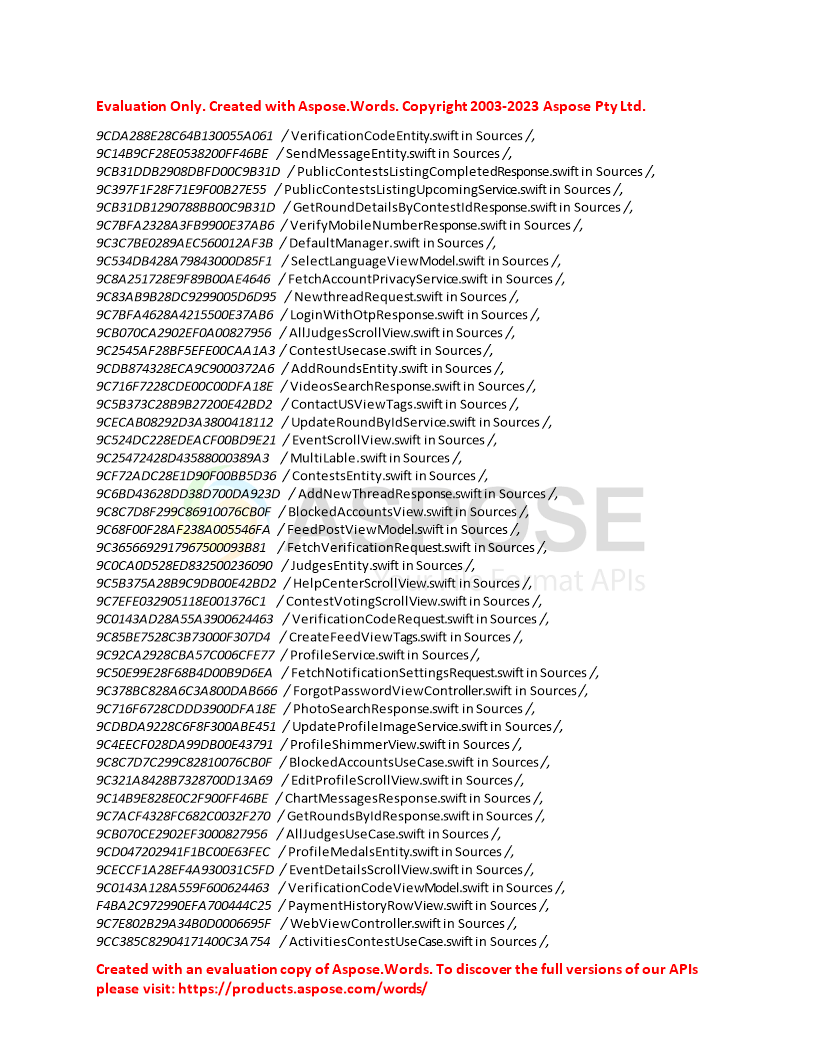 Evaluation Only. Created with Aspose.Words. Copyright 2003-2023 Aspose Pty Ltd.
9CDA288E28C64B130055A061 / VerificationCodeEntity.swift in Sources /,
9C14B9CF28E0538200FF46BE / SendMessageEntity.swift in Sources /,
9CB31DDB2908DBFD00C9B31D / PublicContestsListingCompletedResponse.swift in Sources /,
9C397F1F28F71E9F00B27E55 / PublicContestsListingUpcomingService.swift in Sources /,
9CB31DB1290788BB00C9B31D / GetRoundDetailsByContestIdResponse.swift in Sources /,
9C7BFA2328A3FB9900E37AB6 / VerifyMobileNumberResponse.swift in Sources /,
9C3C7BE0289AEC560012AF3B / DefaultManager.swift in Sources /,
9C534DB428A79843000D85F1 / SelectLanguageViewModel.swift in Sources /,
9C8A251728E9F89B00AE4646 / FetchAccountPrivacyService.swift in Sources /,
9C83AB9B28DC9299005D6D95 / NewthreadRequest.swift in Sources /,
9C7BFA4628A4215500E37AB6 / LoginWithOtpResponse.swift in Sources /,
9CB070CA2902EF0A00827956 / AllJudgesScrollView.swift in Sources /,
9C2545AF28BF5EFE00CAA1A3 / ContestUsecase.swift in Sources /,
9CDB874328ECA9C9000372A6 / AddRoundsEntity.swift in Sources /,
9C716F7228CDE00C00DFA18E / VideosSearchResponse.swift in Sources /,
9C5B373C28B9B27200E42BD2 / ContactUSViewTags.swift in Sources /,
9CECAB08292D3A3800418112 / UpdateRoundByIdService.swift in Sources /,
9C524DC228EDEACF00BD9E21 / EventScrollView.swift in Sources /,
9C25472428D43588000389A3 / MultiLable.swift in Sources /,
9CF72ADC28E1D90F00BB5D36 / ContestsEntity.swift in Sources /,
9C6BD43628DD38D700DA923D / AddNewThreadResponse.swift in Sources /,
9C8C7D8F299C86910076CB0F / BlockedAccountsView.swift in Sources /,
9C68F00F28AF238A005546FA / FeedPostViewModel.swift in Sources /,
9C3656692917967500093B81 / FetchVerificationRequest.swift in Sources /,
9C0CA0D528ED832500236090 / JudgesEntity.swift in Sources /,
9C5B375A28B9C9DB00E42BD2 / HelpCenterScrollView.swift in Sources /,
9C7EFE032905118E001376C1 / ContestVotingScrollView.swift in Sources /,
9C0143AD28A55A3900624463 / VerificationCodeRequest.swift in Sources /,
9C85BE7528C3B73000F307D4 / CreateFeedViewTags.swift in Sources /,
9C92CA2928CBA57C006CFE77 / ProfileService.swift in Sources /,
9C50E99E28F68B4D00B9D6EA / FetchNotificationSettingsRequest.swift in Sources /,
9C378BC828A6C3A800DAB666 / ForgotPasswordViewController.swift in Sources /,
9C716F6728CDDD3900DFA18E / PhotoSearchResponse.swift in Sources /,
9CDBDA9228C6F8F300ABE451 / UpdateProfileImageService.swift in Sources /,
9C4EECF028DA99DB00E43791 / ProfileShimmerView.swift in Sources /,
9C8C7D7C299C82810076CB0F / BlockedAccountsUseCase.swift in Sources /,
9C321A8428B7328700D13A69 / EditProfileScrollView.swift in Sources /,
9C14B9E828E0C2F900FF46BE / ChartMessagesResponse.swift in Sources /,
9C7ACF4328FC682C0032F270 / GetRoundsByIdResponse.swift in Sources /,
9CB070CE2902EF3000827956 / AllJudgesUseCase.swift in Sources /,
9CD047202941F1BC00E63FEC / ProfileMedalsEntity.swift in Sources /,
9CECCF1A28EF4A930031C5FD / EventDetailsScrollView.swift in Sources /,
9C0143A128A559F600624463 / VerificationCodeViewModel.swift in Sources /,
F4BA2C972990EFA700444C25 / PaymentHistoryRowView.swift in Sources /,
9C7E802B29A34B0D0006695F / WebViewController.swift in Sources /,
9CC385C82904171400C3A754 / ActivitiesContestUseCase.swift in Sources /,
Created with an evaluation copy of Aspose.Words. To discover the full versions of our APIs
please visit: https://products.aspose.com/words/
ASPOSE